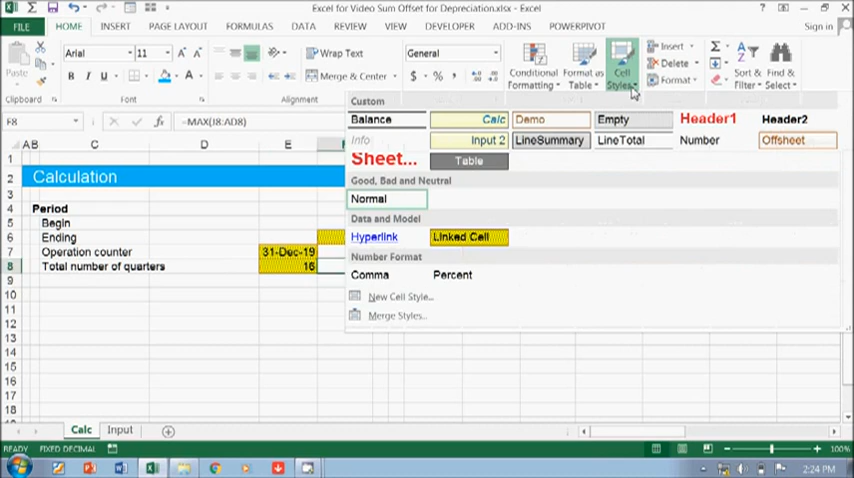 Excel for Video Sum Offset for Depreciation.xlsx - Excel
Sign in
FILE HOME INSERT PAGE LAYOUT FORMULAS DATA REVIEW VIEW DEVELOPER ADD-INS POWERPIVOT
Arial 11 A A Wrap Text General Insert
Paste B I U A Merge & Center $ % Conditional Formatting Format as Table Cell Styles Delete Format Sort & Filter Find & Select
Clipboard Font Alignment
F8 =MAX(J8:AD8)
Custom
Balance Calc Demo Empty Header1 Header2
Info Input 2 LineSummary LineTotal Number Offsheet
Sheet... Table
Good, Bad and Neutral
Normal
Data and Model
Hyperlink Linked Cell
Number Format
Comma Percent
New Cell Style...
Merge Styles...
A B C D E
1
2 Calculation
3
4 Period
5 Begin
6 Ending
7 Operation counter 31-Dec-19
8 Total number of quarters 16
9
10
11
12
13
14
15
16
17
18
Calc Input
READY FIXED DECIMAL 100%
2:24 PM